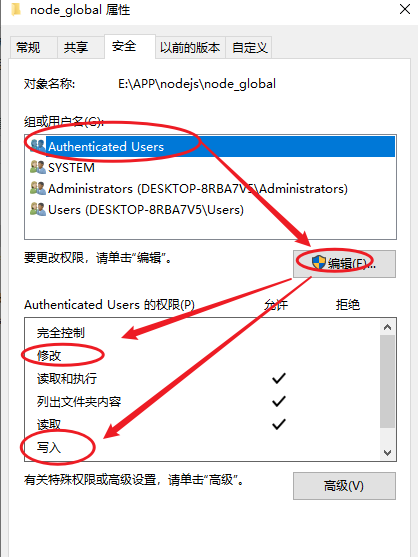 node_global 属性
常规 共享 安全 以前的版本 自定义
对象名称: E:\APP\nodejs\node_global
组或用户名(G):
Authenticated Users
SYSTEM
Administrators (DESKTOP-8RBA7V5\Administrators)
Users (DESKTOP-8RBA7V5\Users)
要更改权限，请单击“编辑”。
编辑(E)...
Authenticated Users 的权限(P) 允许 拒绝
完全控制
修改
读取和执行
列出文件夹内容
读取
写入
有关特殊权限或高级设置，请单击“高级”。
高级(V)